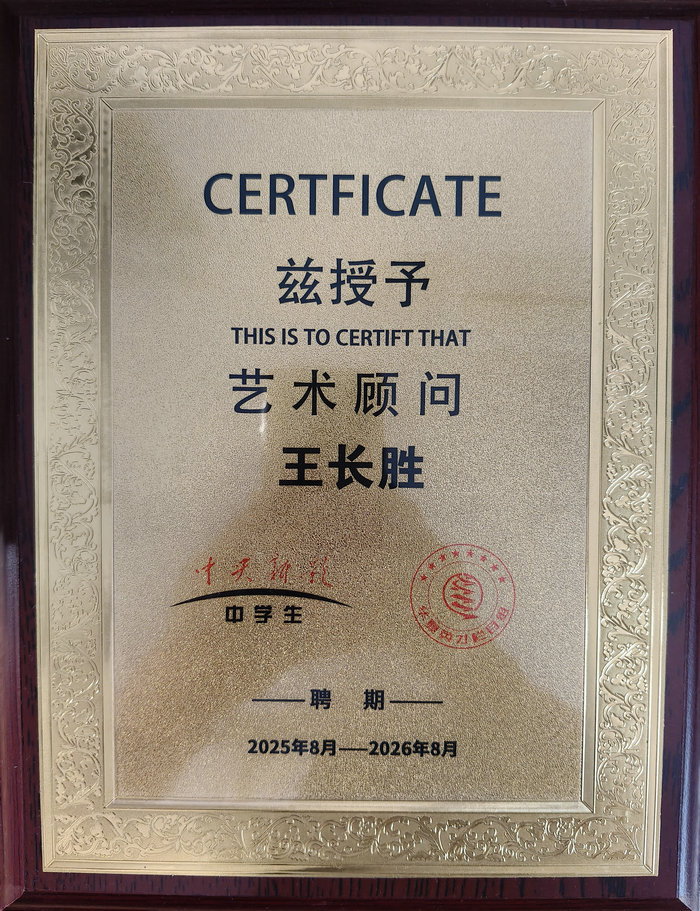 CERTFICATE
兹授予
THIS IS TO CERTIFT THAT
艺术顾问
王长胜
中学生
聘 期
2025年8月——2026年8月